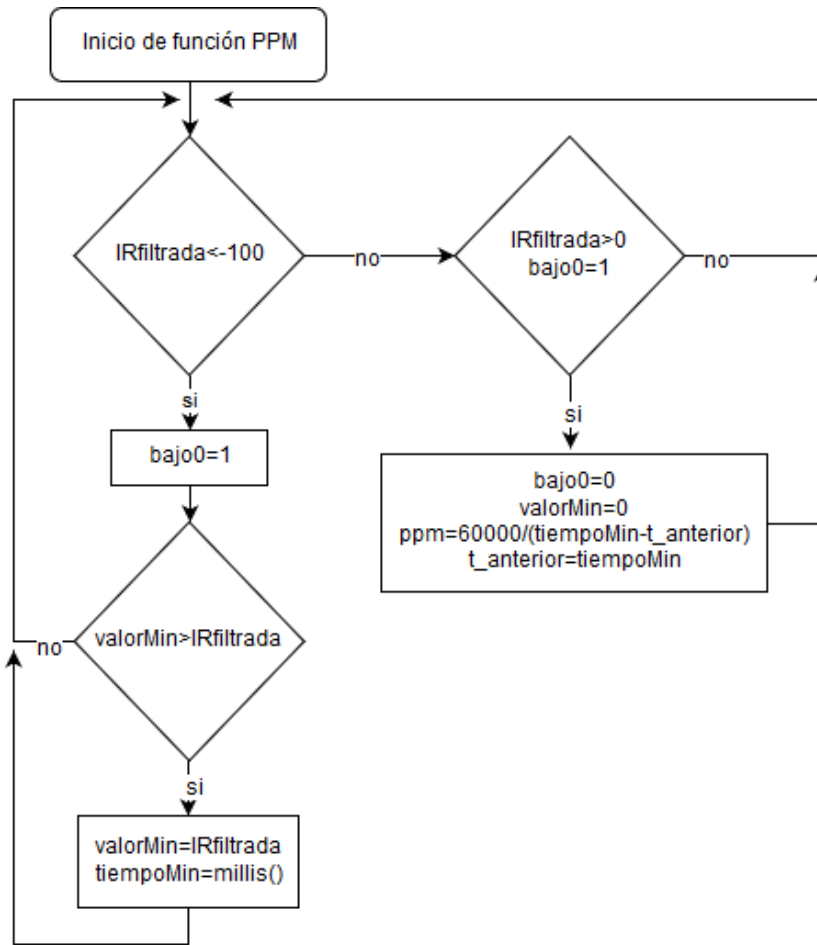 Inicio de función PPM
IRfiltrada<-100
no
IRfiltrada>0
bajo0=1
no
si
bajo0=1
si
bajo0=0
valorMin=0
ppm=60000/(tiempoMin-t_anterior)
t_anterior=tiempoMin
valorMin>IRfiltrada
no
si
valorMin=IRfiltrada
tiempoMin=millis()